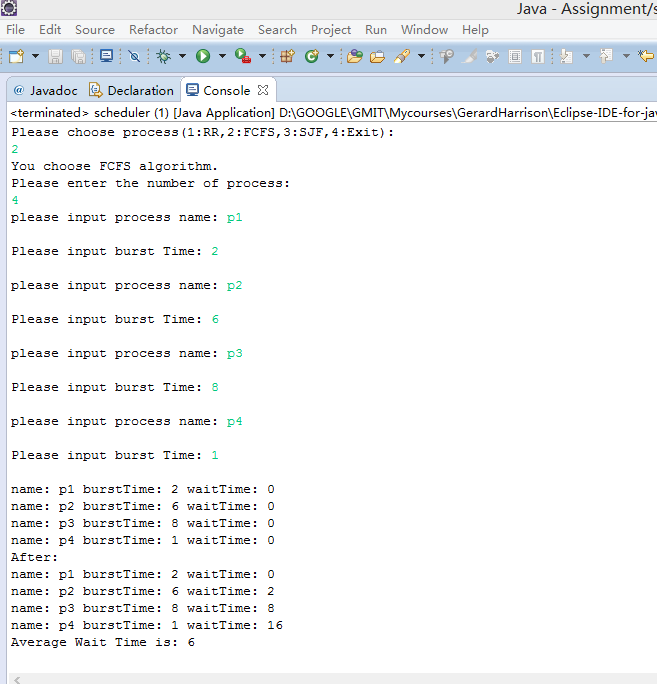 Java - Assignment/s
File Edit Source Refactor Navigate Search Project Run Window Help
@ Javadoc Declaration Console
<terminated> scheduler (1) [Java Application] D:\GOOGLE\GMIT\Mycourses\GerardHarrison\Eclipse-IDE-for-jav
Please choose process(1:RR,2:FCFS,3:SJF,4:Exit):
2
You choose FCFS algorithm.
Please enter the number of process:
4
please input process name: p1
Please input burst Time: 2
please input process name: p2
Please input burst Time: 6
please input process name: p3
Please input burst Time: 8
please input process name: p4
Please input burst Time: 1
name: p1 burstTime: 2 waitTime: 0
name: p2 burstTime: 6 waitTime: 0
name: p3 burstTime: 8 waitTime: 0
name: p4 burstTime: 1 waitTime: 0
After:
name: p1 burstTime: 2 waitTime: 0
name: p2 burstTime: 6 waitTime: 2
name: p3 burstTime: 8 waitTime: 8
name: p4 burstTime: 1 waitTime: 16
Average Wait Time is: 6